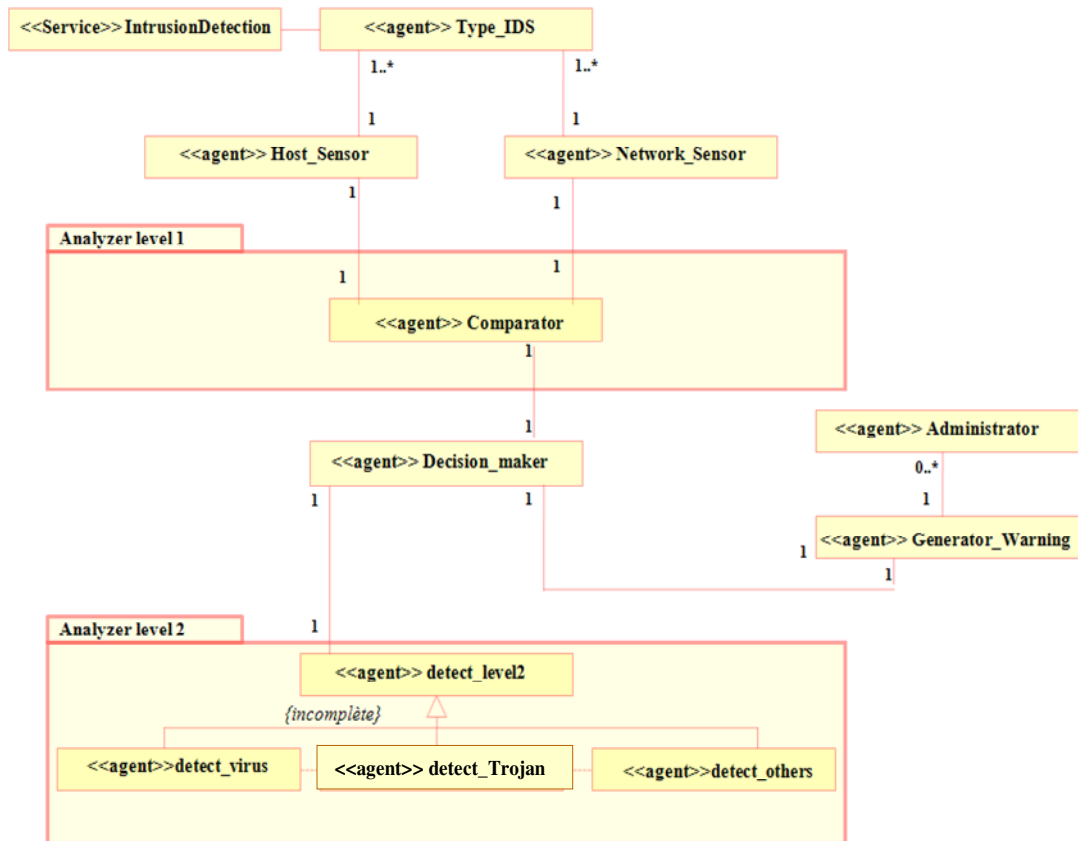 <<Service>> IntrusionDetection
<<agent>> Type_IDS
1..*
1..*
1
1
<<agent>> Host_Sensor
<<agent>> Network_Sensor
1
1
Analyzer level 1
1
1
<<agent>> Comparator
1
1
<<agent>> Administrator
<<agent>> Decision_maker
0..*
1
1
1
<<agent>> Generator_Warning
1
1
Analyzer level 2
1
<<agent>> detect_level2
{incomplète}
<<agent>>detect_virus
<<agent>> detect_Trojan
<<agent>>detect_others